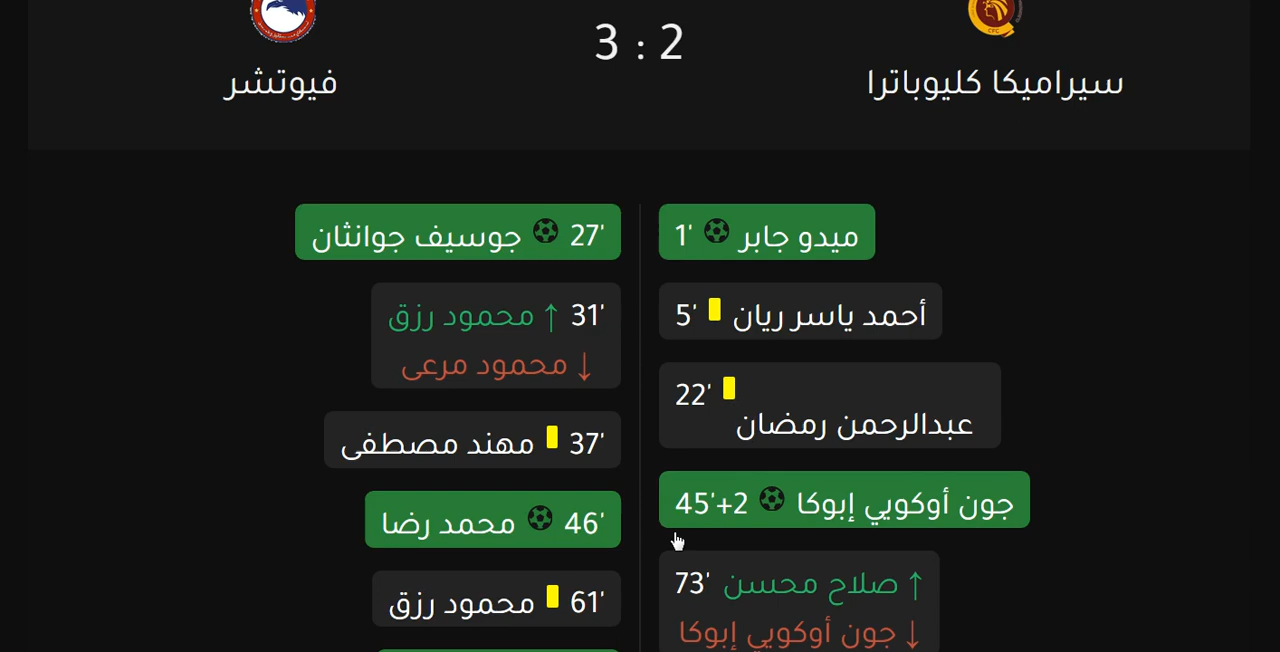 سيراميكا كليوباترا
3 : 2
فيوتشر
ميدو جابر 1'
أحمد ياسر ريان 5'
22'
عبدالرحمن رمضان
جون أوكويي إبوكا 45'+2
↑ صلاح محسن 73'
↓ جون أوكويي إبوكا
27' جوسيف جوانثان
31' ↑ محمود رزق
↓ محمود مرعى
37' مهند مصطفى
46' محمد رضا
61' محمود رزق